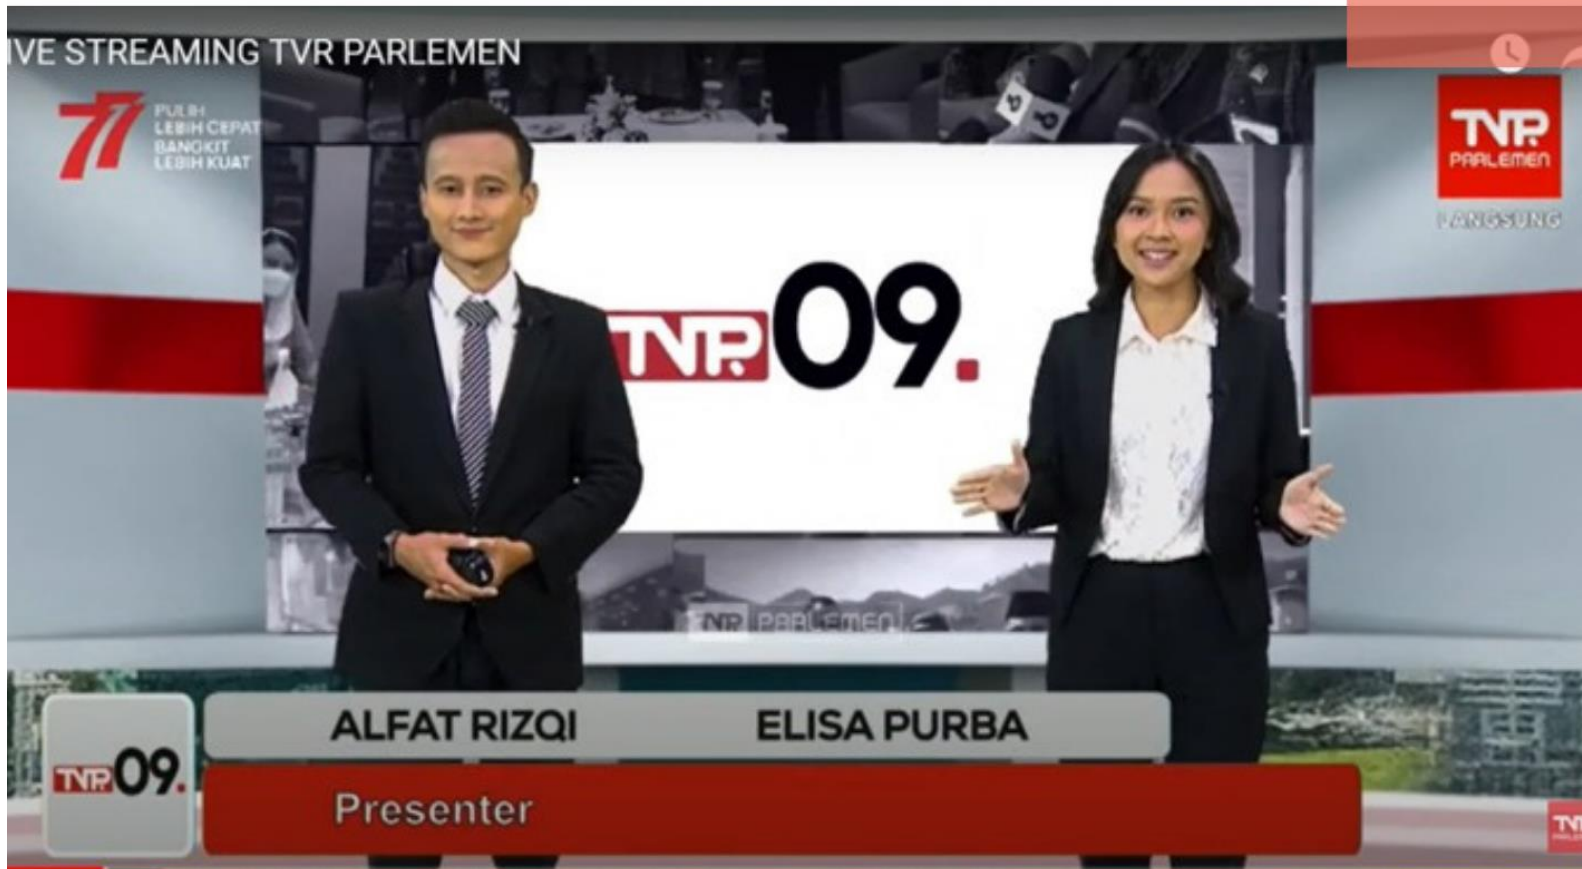 IVE STREAMING TVR PARLEMEN
77
PULIH
LEBIH CEPAT
BANGKIT
LEBIH KUAT
TVR
PARLEMEN
LANGSUNG
TVR 09.
TVR PARLEMEN
ALFAT RIZQI ELISA PURBA
TVR 09.
Presenter